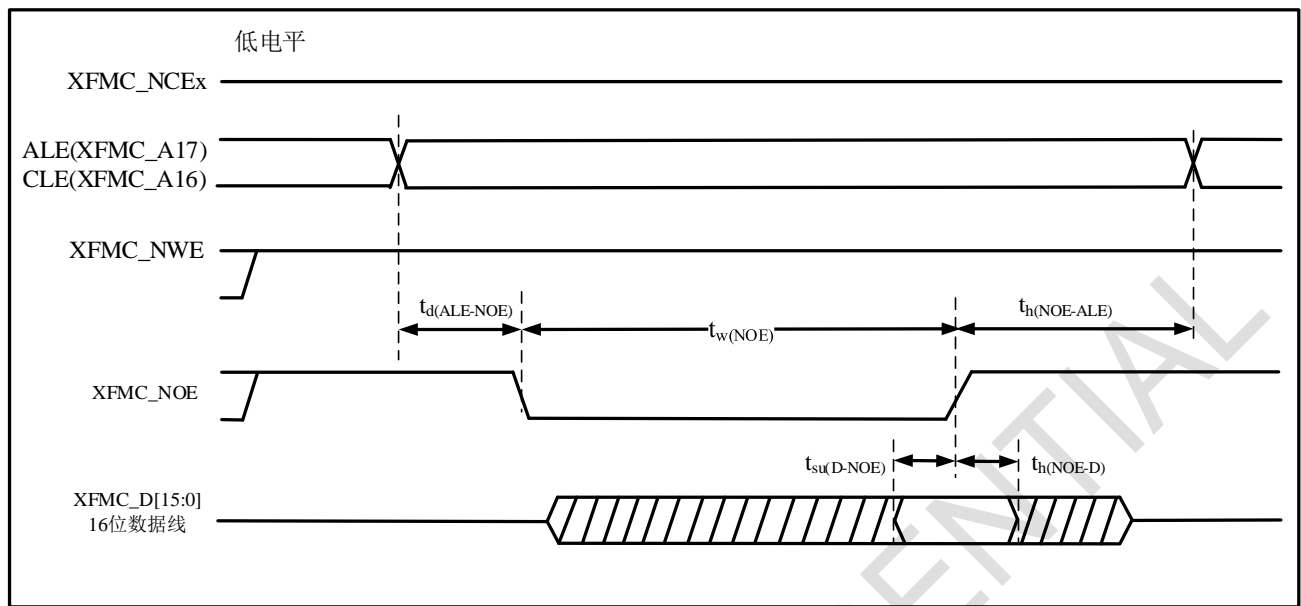 低电平
XFMC_NCEx
ALE(XFMC_A17)
CLE(XFMC_A16)
XFMC_NWE
td(ALE-NOE)
tw(NOE)
th(NOE-ALE)
XFMC_NOE
tsu(D-NOE)
th(NOE-D)
XFMC_D[15:0]
16位数据线
ENTIAL